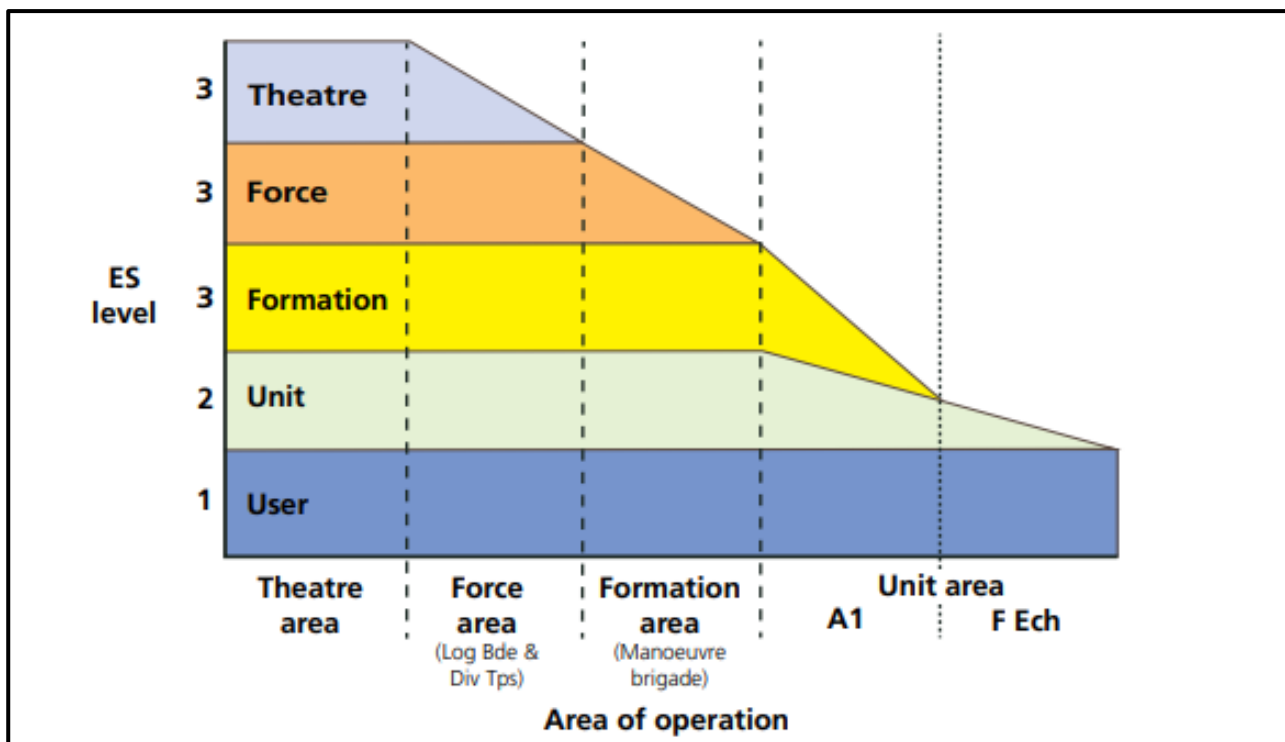 3 Theatre
3 Force
ES
level
3 Formation
2 Unit
1 User
Theatre
area
Force
area
(Log Bde &
Div Tps)
Formation
area
(Manoeuvre
brigade)
Unit area
A1
F Ech
Area of operation